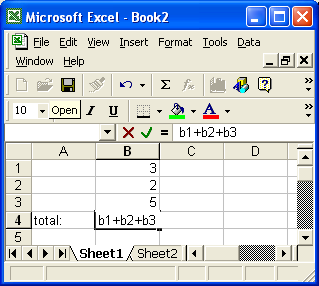 Microsoft Excel - Book2
File Edit View Insert Format Tools Data
Window Help
Σ fx ?
10 Open I U A
= b1+b2+b3
A B C D
1 3
2 2
3 5
4 total: b1+b2+b3
5
Sheet1 Sheet2